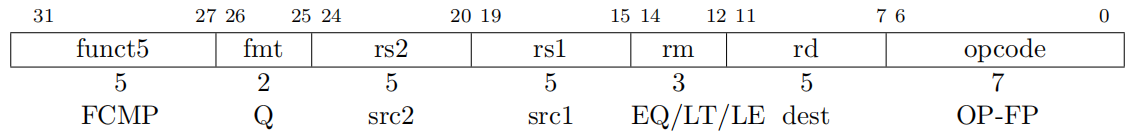 31 27 26 25 24 20 19 15 14 12 11 7 6 0
funct5 fmt rs2 rs1 rm rd opcode
5 2 5 5 3 5 7
FCMP Q src2 src1 EQ/LT/LE dest OP-FP